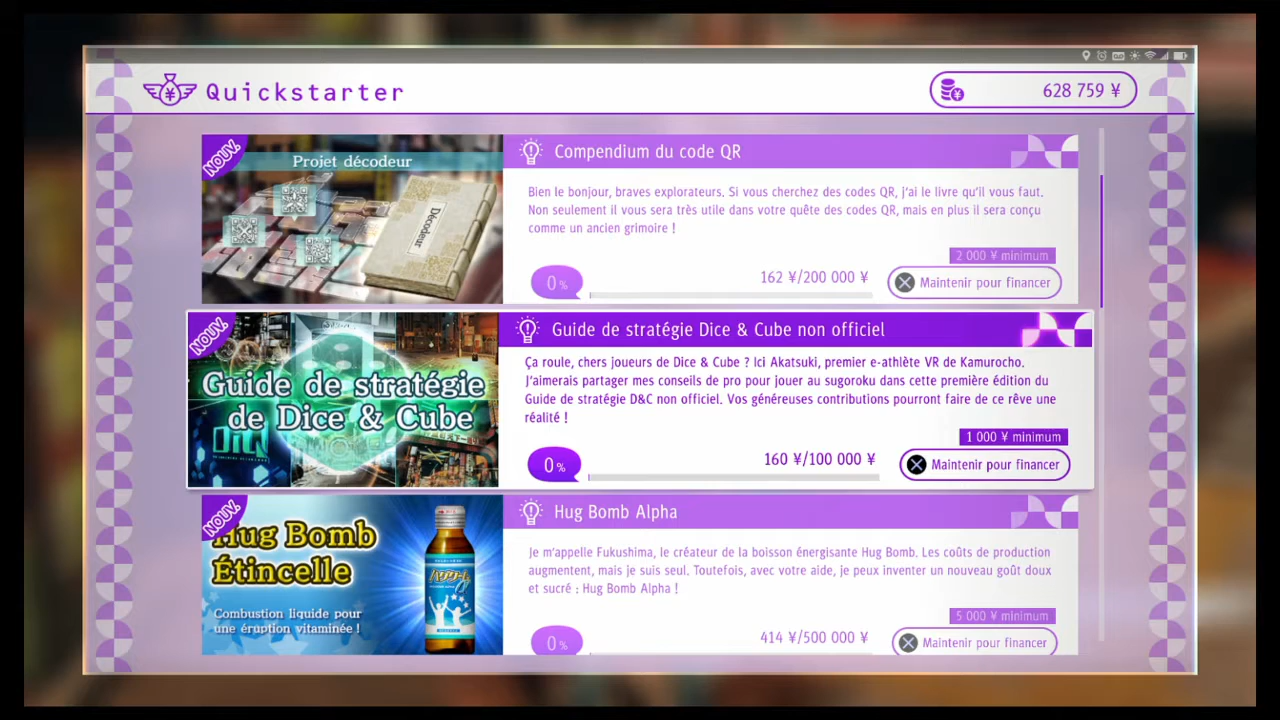 Quickstarter
628 759 ¥
NOUV.
Projet décodeur
Décodeur
Compendium du code QR
Bien le bonjour, braves explorateurs. Si vous cherchez des codes QR, j'ai le livre qu'il vous faut.
Non seulement il vous sera très utile dans votre quête des codes QR, mais en plus il sera conçu
comme un ancien grimoire !
2 000 ¥ minimum
0 %
162 ¥/200 000 ¥
Maintenir pour financer
NOUV.
Guide de stratégie
de Dice & Cube
Guide de stratégie Dice & Cube non officiel
Ça roule, chers joueurs de Dice & Cube ? Ici Akatsuki, premier e-athlète VR de Kamurocho.
J'aimerais partager mes conseils de pro pour jouer au sugoroku dans cette première édition du
Guide de stratégie D&C non officiel. Vos généreuses contributions pourront faire de ce rêve une
réalité !
1 000 ¥ minimum
0 %
160 ¥/100 000 ¥
Maintenir pour financer
NOUV.
Hug Bomb
Étincelle
Combustion liquide pour
une éruption vitaminée !
Hug Bomb Alpha
Je m'appelle Fukushima, le créateur de la boisson énergisante Hug Bomb. Les coûts de production
augmentent, mais je suis seul. Toutefois, avec votre aide, je peux inventer un nouveau goût doux
et sucré : Hug Bomb Alpha !
5 000 ¥ minimum
0 %
414 ¥/500 000 ¥
Maintenir pour financer